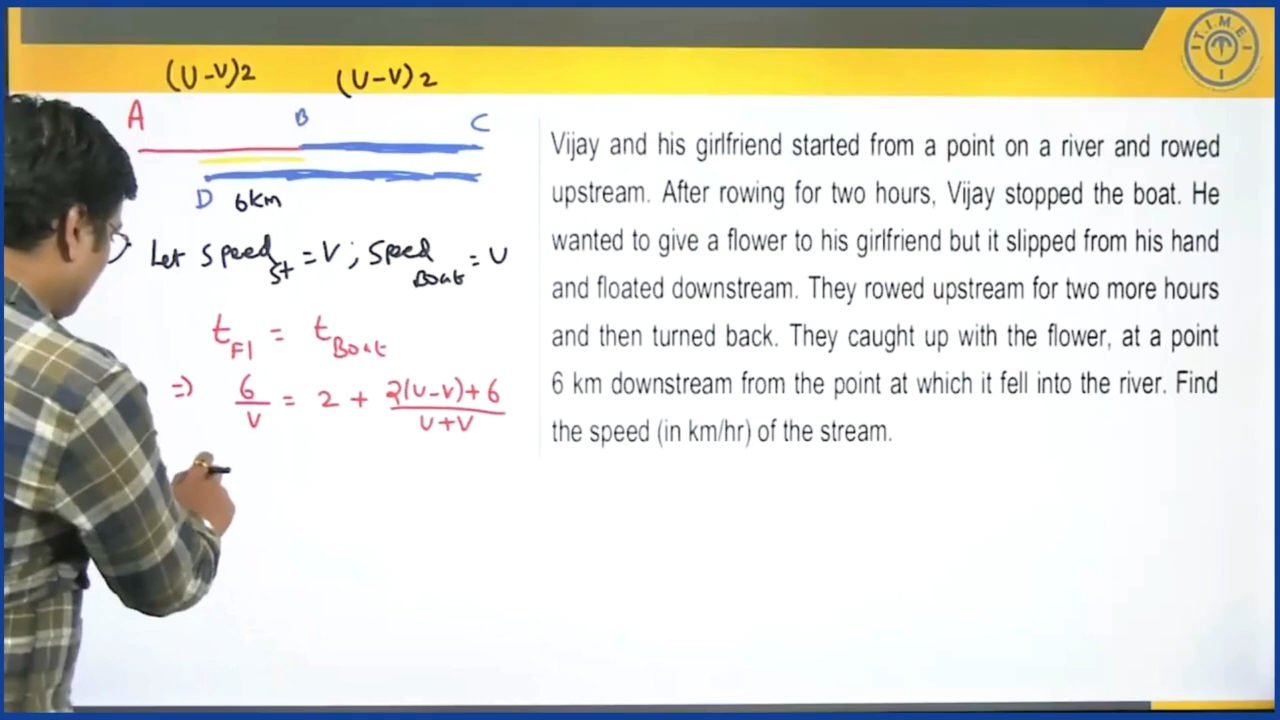 T.I.M.E.
(U-V)2 (U-V)2
A B C
D 6km
Let Speed St = V ; Speed Boat = U
t Fl = t Boat
⇒ 6/V = 2 + 2(U-V)+6/U+V
Vijay and his girlfriend started from a point on a river and rowed
upstream. After rowing for two hours, Vijay stopped the boat. He
wanted to give a flower to his girlfriend but it slipped from his hand
and floated downstream. They rowed upstream for two more hours
and then turned back. They caught up with the flower, at a point
6 km downstream from the point at which it fell into the river. Find
the speed (in km/hr) of the stream.